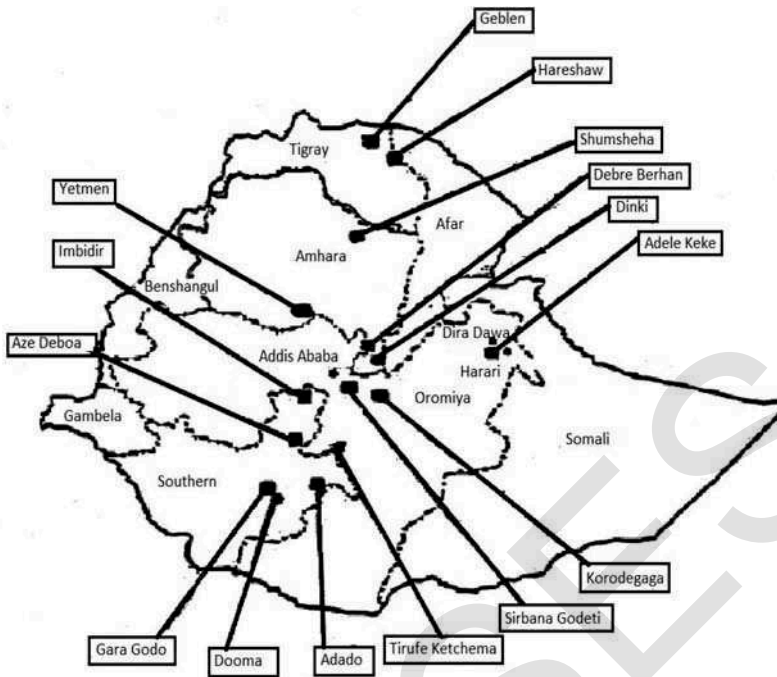 Geblen
Hareshaw
Shumsheha
Tigray
Debre Berhan
Yetmen
Dinki
Afar
Adele Keke
Imbidir
Amhara
Benshangul
Dira Dawa
Aze Deboa
Addis Ababa
Harari
Oromiya
Gambela
Somali
Southern
Korodegaga
Sirbana Godeti
Gara Godo
Dooma
Adado
Tirufe Ketchema